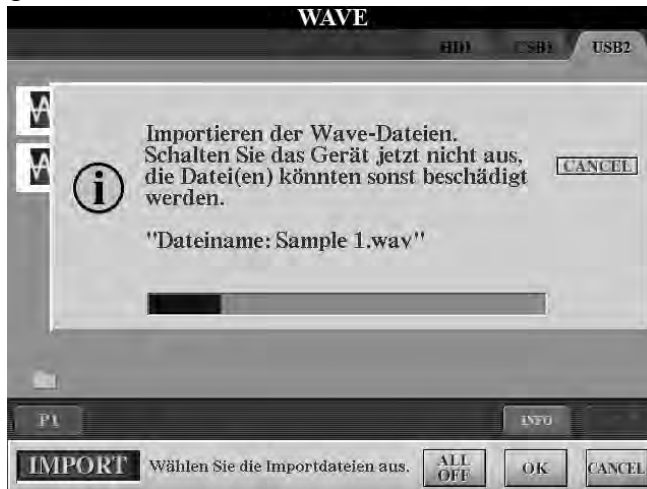 WAVE
HD1 USB1 USB2
Importieren der Wave-Dateien.
Schalten Sie das Gerät jetzt nicht aus,
die Datei(en) könnten sonst beschädigt
werden.
CANCEL
"Dateiname: Sample 1.wav"
P1 INFO
IMPORT Wählen Sie die Importdateien aus. ALL OFF OK CANCEL